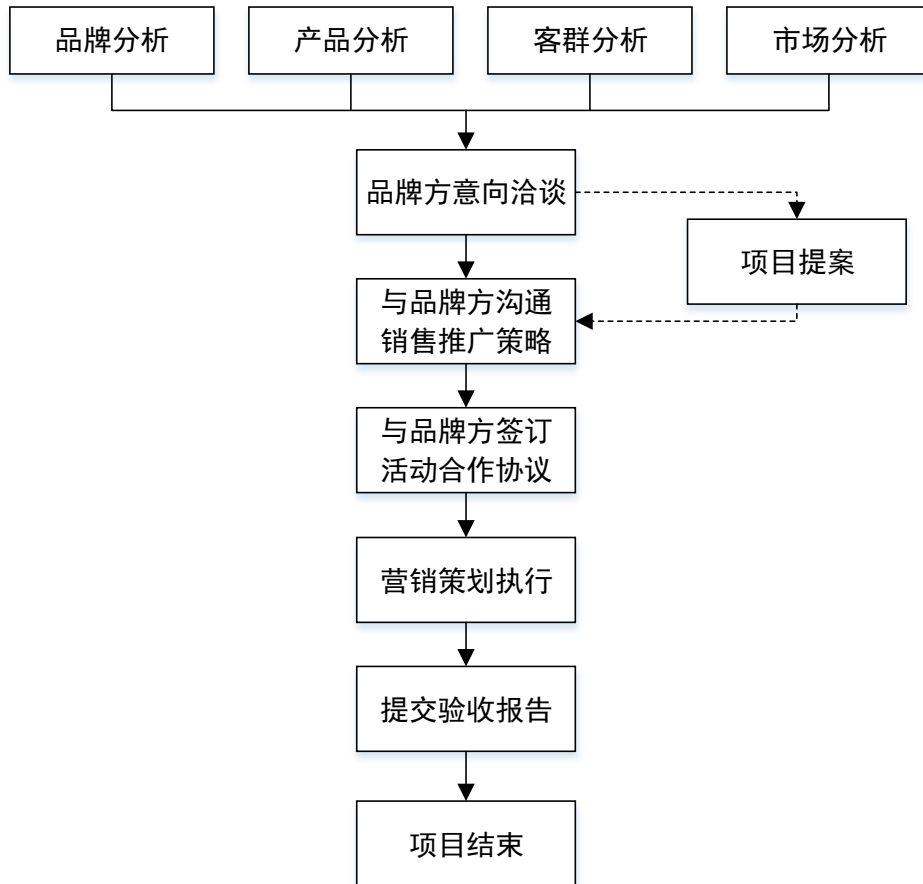 品牌分析
产品分析
客群分析
市场分析
品牌方意向洽谈
项目提案
与品牌方沟通
销售推广策略
与品牌方签订
活动合作协议
营销策划执行
提交验收报告
项目结束